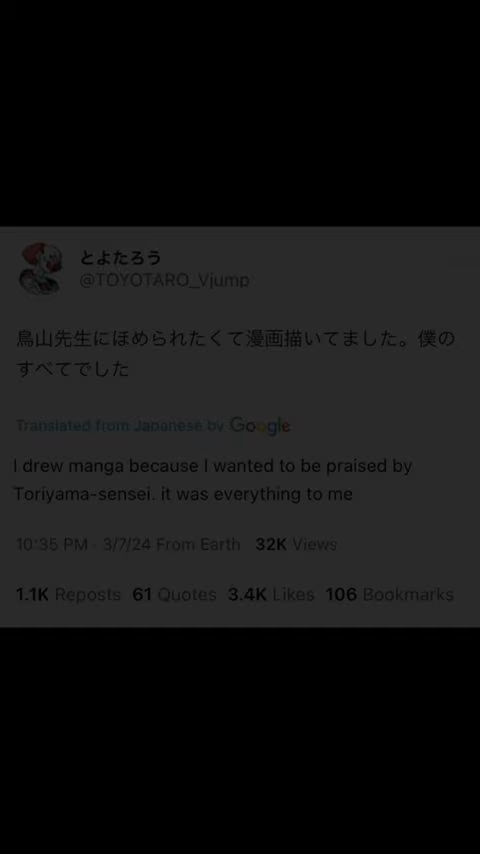 とよたろう
@TOYOTARO_Vjump
鳥山先生にほめられたくて漫画描いてました。僕の
すべてでした
Translated from Japanese by Google
I drew manga because I wanted to be praised by
Toriyama-sensei. it was everything to me
10:35 PM · 3/7/24 From Earth 32K Views
1.1K Reposts 61 Quotes 3.4K Likes 106 Bookmarks